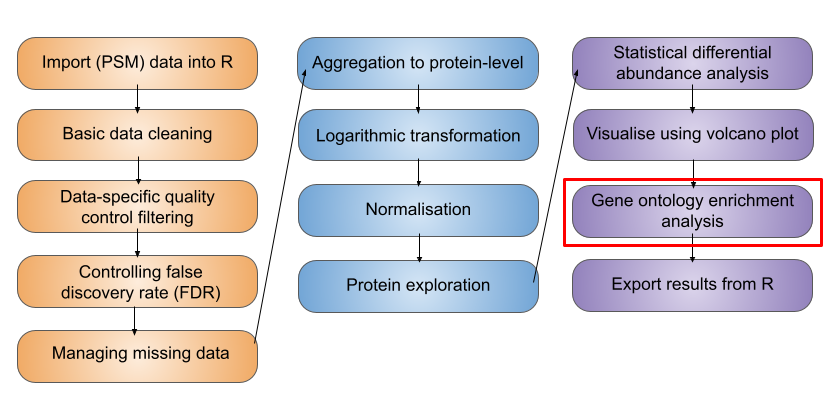 Import (PSM) data into R
Basic data cleaning
Data-specific quality
control filtering
Controlling false
discovery rate (FDR)
Managing missing data
Aggregation to protein-level
Logarithmic transformation
Normalisation
Protein exploration
Statistical differential
abundance analysis
Visualise using volcano plot
Gene ontology enrichment
analysis
Export results from R